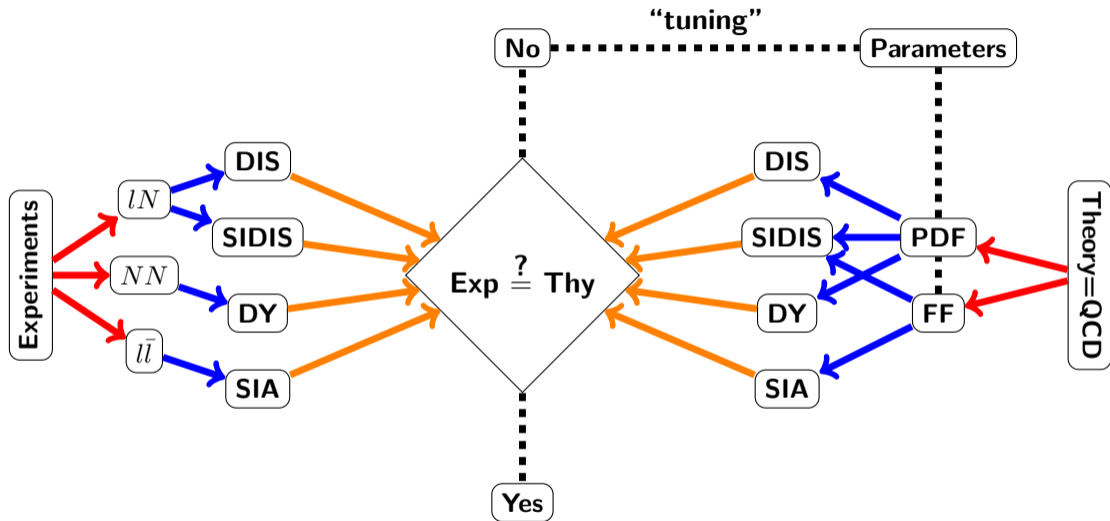 “tuning”
No
Parameters
DIS
DIS
lN
SIDIS
SIDIS
PDF
Experiments
NN
Exp ?= Thy
Theory=QCD
DY
DY
FF
l\bar{l}
SIA
SIA
Yes